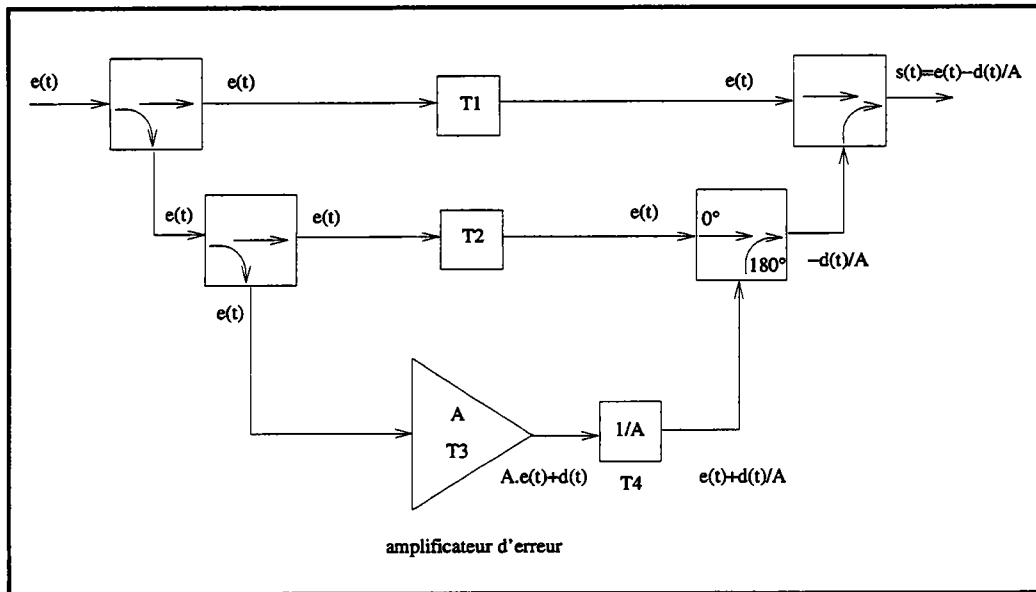 e(t)
e(t)
T1
e(t)
s(t)=e(t)–d(t)/A
e(t)
e(t)
T2
e(t)
0°
180°
–d(t)/A
e(t)
A
T3
A.e(t)+d(t)
1/A
T4
e(t)+d(t)/A
amplificateur d'erreur